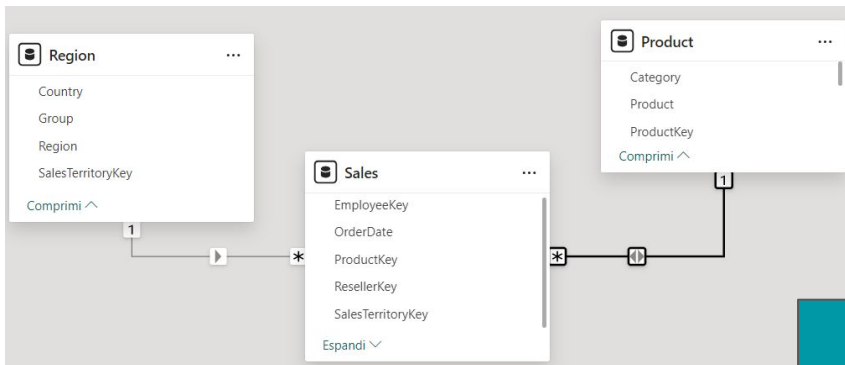 Region
...
Country
Group
Region
SalesTerritoryKey
Comprimi
1
*
Sales
...
EmployeeKey
OrderDate
ProductKey
ResellerKey
SalesTerritoryKey
Espandi
*
Product
...
Category
Product
ProductKey
Comprimi
1